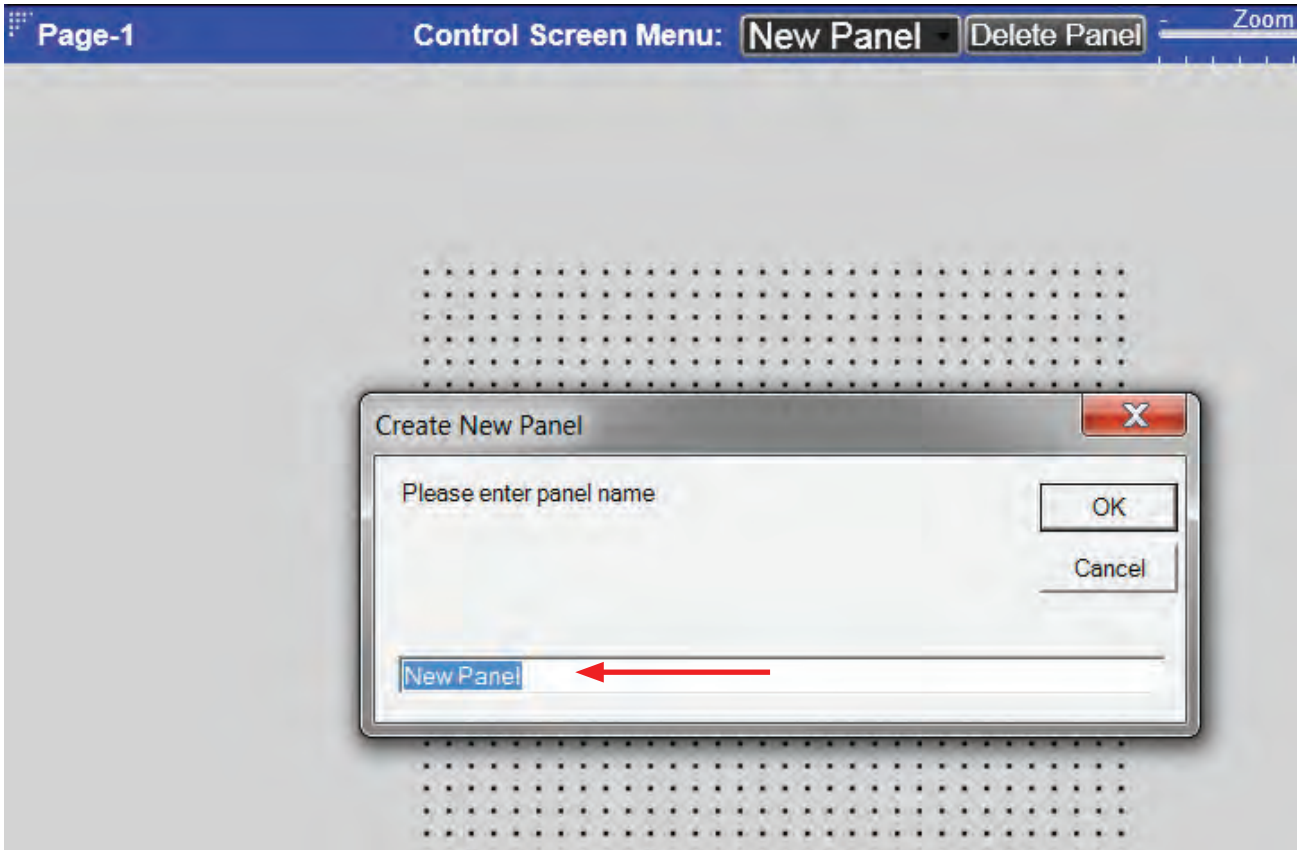 Page-1 Control Screen Menu: New Panel Delete Panel - Zoom
Create New Panel X
Please enter panel name
OK
Cancel
New Panel